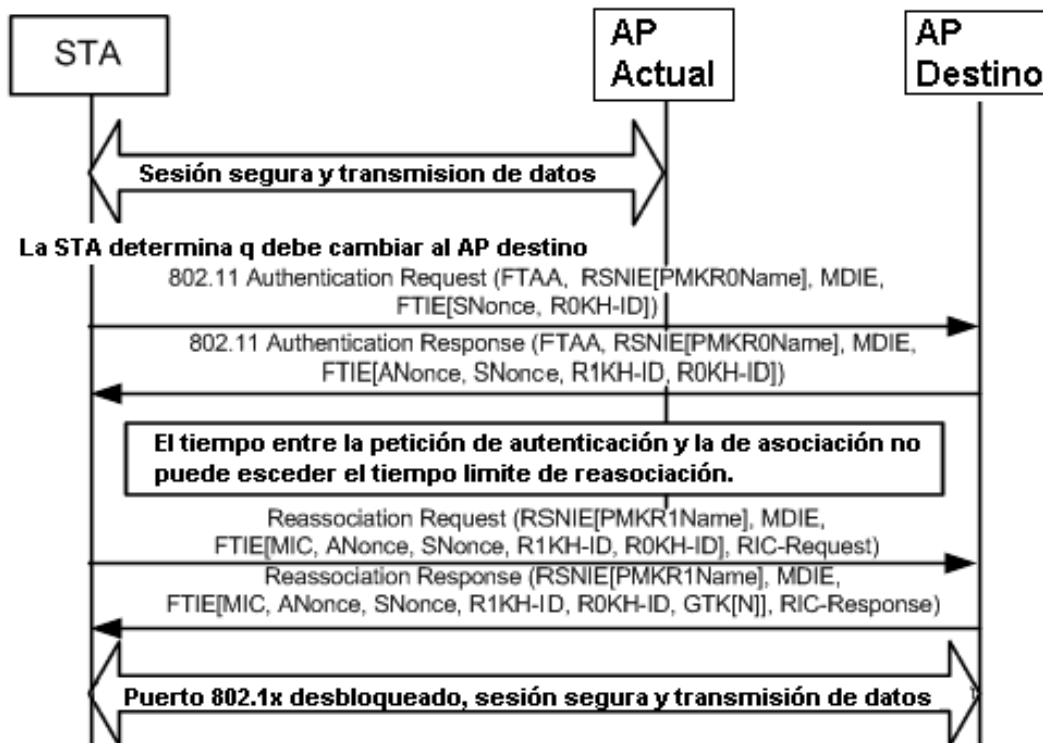 STA
AP
Actual
AP
Destino
Sesión segura y transmision de datos
La STA determina q debe cambiar al AP destino
802.11 Authentication Request (FTAA, RSNIE[PMKR0Name], MDIE,
FTIE[SNonce, R0KH-ID])
802.11 Authentication Response (FTAA, RSNIE[PMKR0Name], MDIE,
FTIE[ANonce, SNonce, R1KH-ID, R0KH-ID])
El tiempo entre la petición de autenticación y la de asociación no
puede esceder el tiempo limite de reasociación.
Reassociation Request (RSNIE[PMKR1Name], MDIE,
FTIE[MIC, ANonce, SNonce, R1KH-ID, R0KH-ID], RIC-Request)
Reassociation Response (RSNIE[PMKR1Name], MDIE,
FTIE[MIC, ANonce, SNonce, R1KH-ID, R0KH-ID, GTK[N]], RIC-Response)
Puerto 802.1x desbloqueado, sesión segura y transmisión de datos